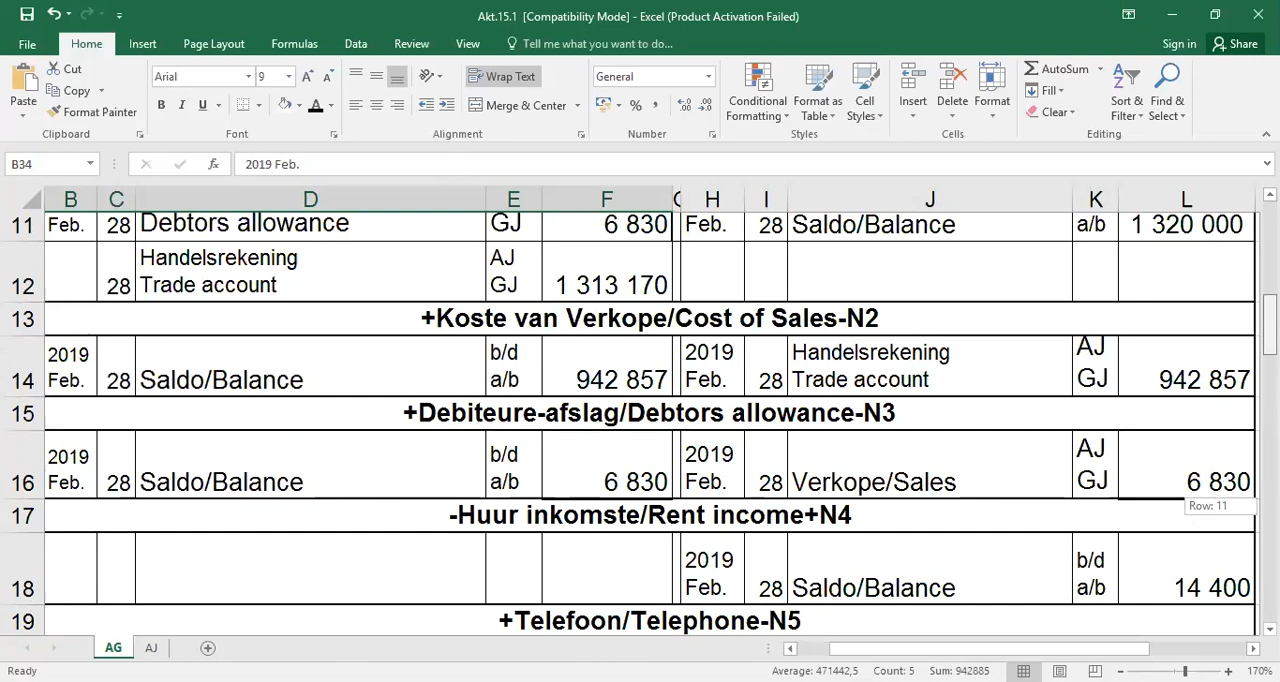 Akt.15.1 [Compatibility Mode] - Excel (Product Activation Failed)
File Home Insert Page Layout Formulas Data Review View Tell me what you want to do... Sign in Share
Paste Cut Copy Format Painter Clipboard
Arial 9 B I U A Font
Wrap Text Merge & Center Alignment
General % , Number
Conditional Formatting Format as Table Cell Styles Styles
Insert Delete Format Cells
AutoSum Fill Clear Sort & Filter Find & Select Editing
B34 fx 2019 Feb.
B C D E F G H I J K L
11 Feb. 28 Debtors allowance GJ 6 830 Feb. 28 Saldo/Balance a/b 1 320 000
Handelsrekening AJ
12 28 Trade account GJ 1 313 170
13 +Koste van Verkope/Cost of Sales-N2
2019 b/d 2019 Handelsrekening AJ
14 Feb. 28 Saldo/Balance a/b 942 857 Feb. 28 Trade account GJ 942 857
15 +Debiteure-afslag/Debtors allowance-N3
2019 b/d 2019 AJ
16 Feb. 28 Saldo/Balance a/b 6 830 Feb. 28 Verkope/Sales GJ 6 830
Row: 11
17 -Huur inkomste/Rent income+N4
2019 b/d
18 Feb. 28 Saldo/Balance a/b 14 400
19 +Telefoon/Telephone-N5
AG AJ
Ready Average: 471442,5 Count: 5 Sum: 942885 170%